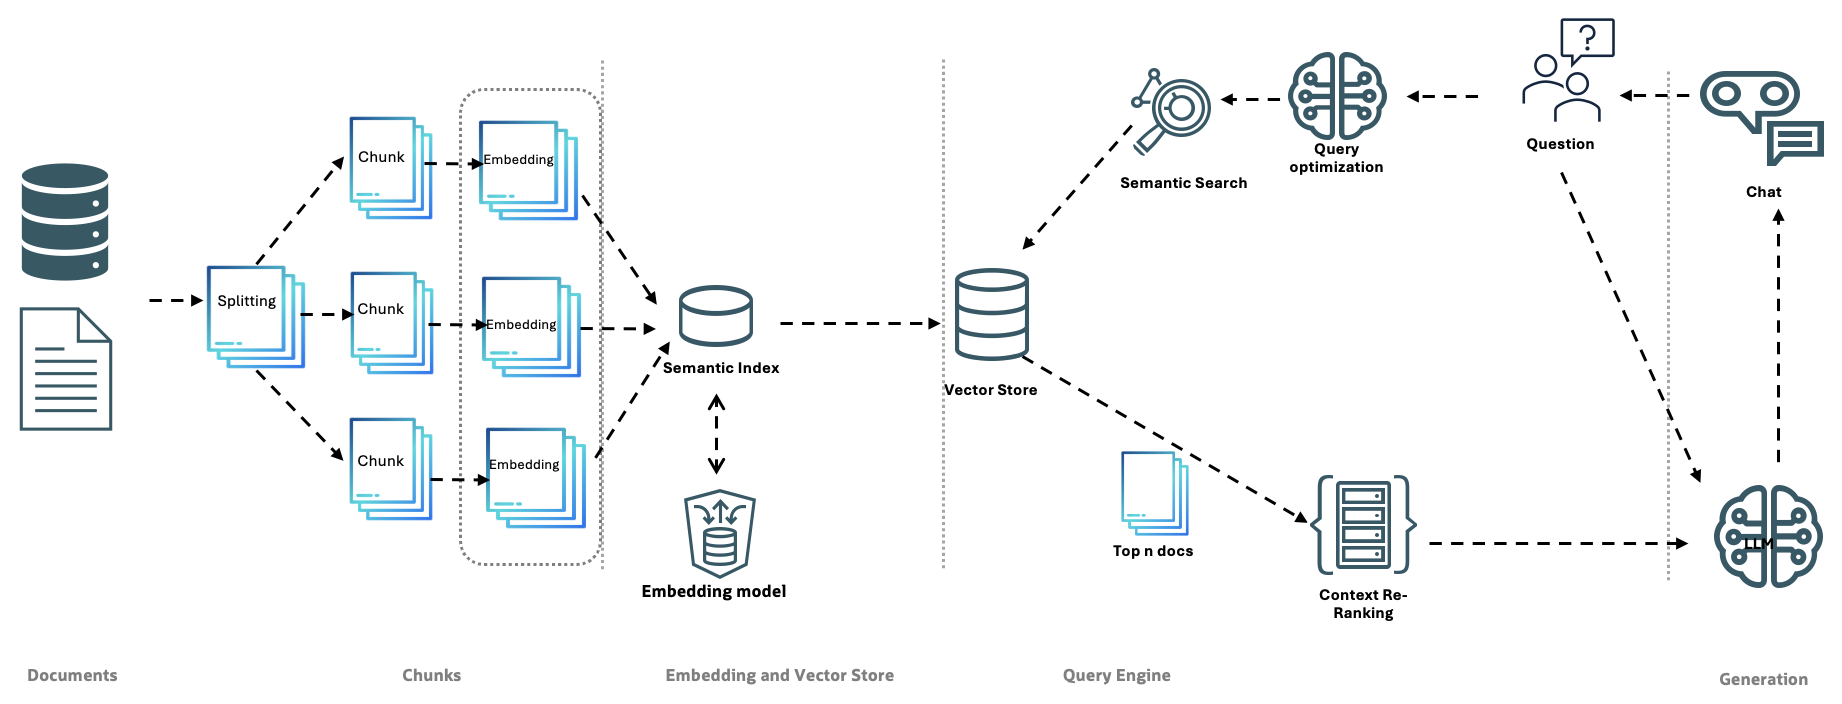 Splitting
Chunk
Embedding
Chunk
Embedding
Chunk
Embedding
Semantic Index
Embedding model
Vector Store
Semantic Search
Query
optimization
?
Question
Chat
Top n docs
Context Re-
Ranking
LLM
Documents
Chunks
Embedding and Vector Store
Query Engine
Generation